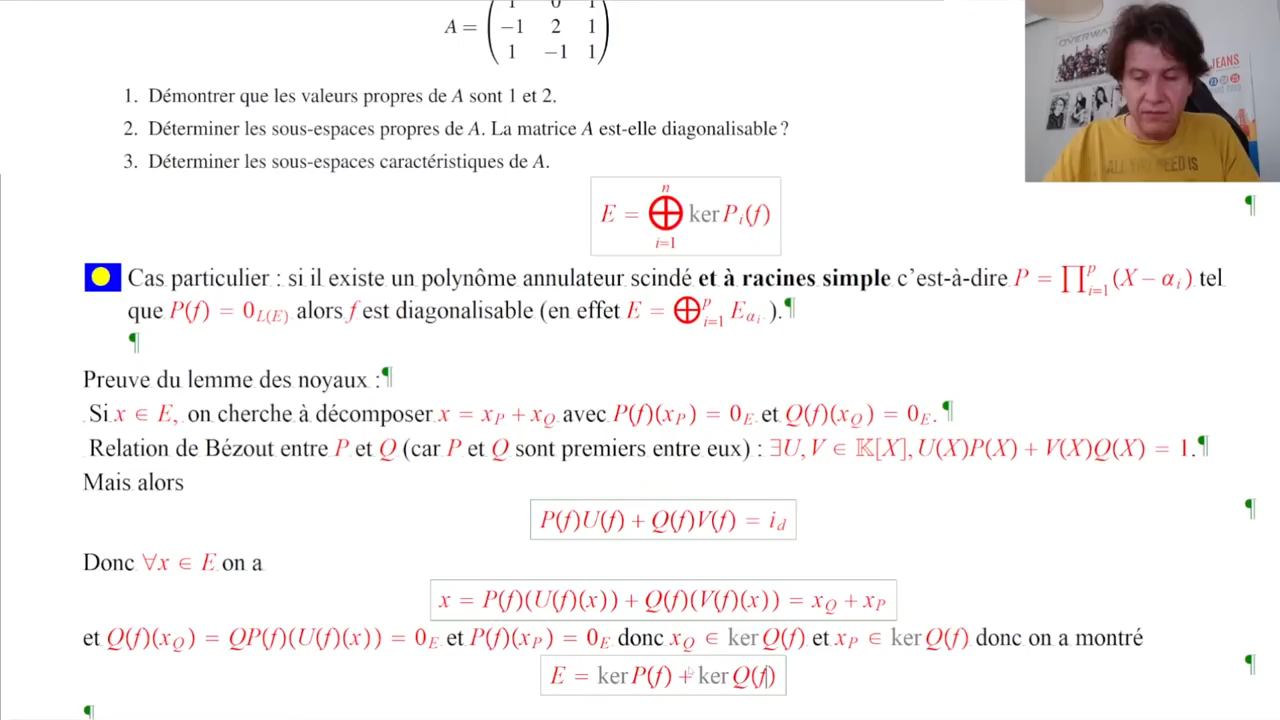 A = ( 1 0 1
−1 2 1
1 −1 1 )
1. Démontrer que les valeurs propres de A sont 1 et 2.
2. Déterminer les sous-espaces propres de A. La matrice A est-elle diagonalisable ?
3. Déterminer les sous-espaces caractéristiques de A.
E = ⨁_{i=1}^{n} ker P_i(f)
¶
Cas particulier : si il existe un polynôme annulateur scindé et à racines simple c'est-à-dire P = ∏_{i=1}^{p}(X − α_i) tel
que P(f) = 0_{L(E)} alors f est diagonalisable (en effet E = ⨁_{i=1}^{p} E_{α_i} ).¶
¶
Preuve du lemme des noyaux :¶
Si x ∈ E, on cherche à décomposer x = x_P + x_Q avec P(f)(x_P) = 0_E et Q(f)(x_Q) = 0_E. ¶
Relation de Bézout entre P et Q (car P et Q sont premiers entre eux) : ∃U, V ∈ 𝕂[X], U(X)P(X) + V(X)Q(X) = 1.¶
Mais alors
P(f)U(f) + Q(f)V(f) = i_d
¶
Donc ∀x ∈ E on a
x = P(f)(U(f)(x)) + Q(f)(V(f)(x)) = x_Q + x_P
et Q(f)(x_Q) = QP(f)(U(f)(x)) = 0_E et P(f)(x_P) = 0_E donc x_Q ∈ ker Q(f) et x_P ∈ ker Q(f) donc on a montré
E = ker P(f) + ker Q(f)
¶
¶
OVERWAT
JEANS
ALL YOU NEED IS